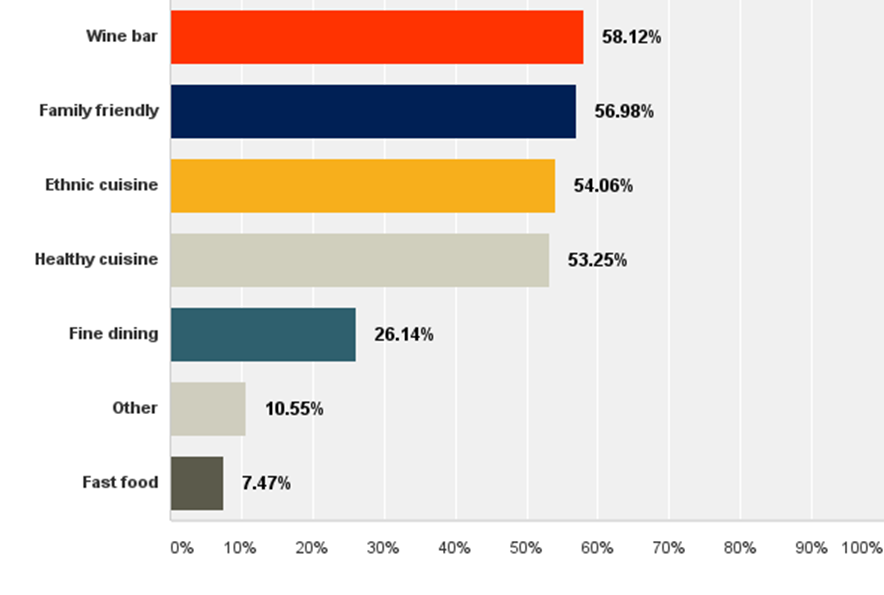 Wine bar 58.12%
Family friendly 56.98%
Ethnic cuisine 54.06%
Healthy cuisine 53.25%
Fine dining 26.14%
Other 10.55%
Fast food 7.47%
0% 10% 20% 30% 40% 50% 60% 70% 80% 90% 100%